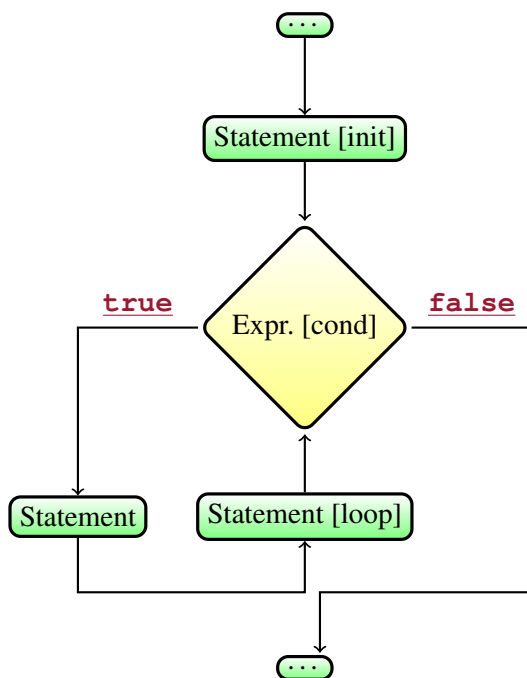 ···
Statement [init]
true
false
Expr. [cond]
Statement
Statement [loop]
···